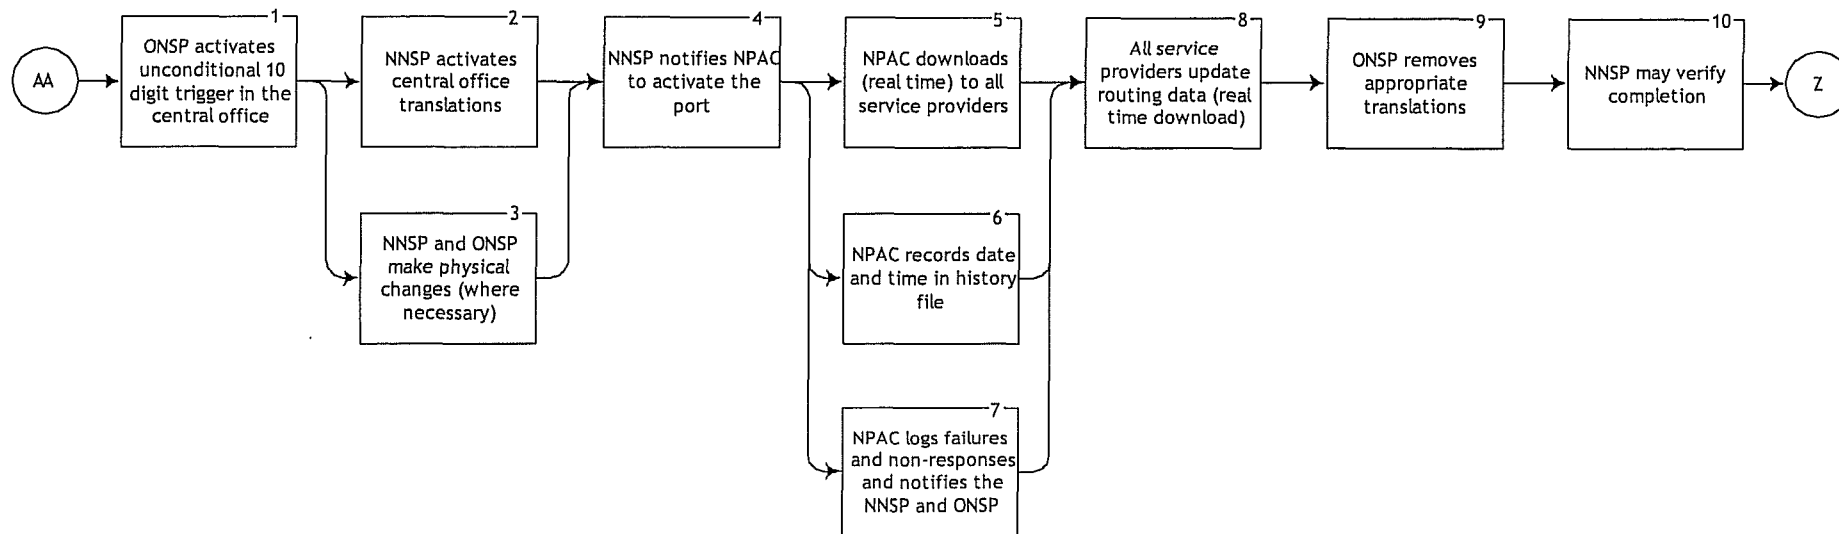 AA
1
ONSP activates
unconditional 10
digit trigger in the
central office
2
NNSP activates
central office
translations
3
NNSP and ONSP
make physical
changes (where
necessary)
4
NNSP notifies NPAC
to activate the
port
5
NPAC downloads
(real time) to all
service providers
6
NPAC records date
and time in history
file
7
NPAC logs failures
and non-responses
and notifies the
NNSP and ONSP
8
All service
providers update
routing data (real
time download)
9
ONSP removes
appropriate
translations
10
NNSP may verify
completion
Z